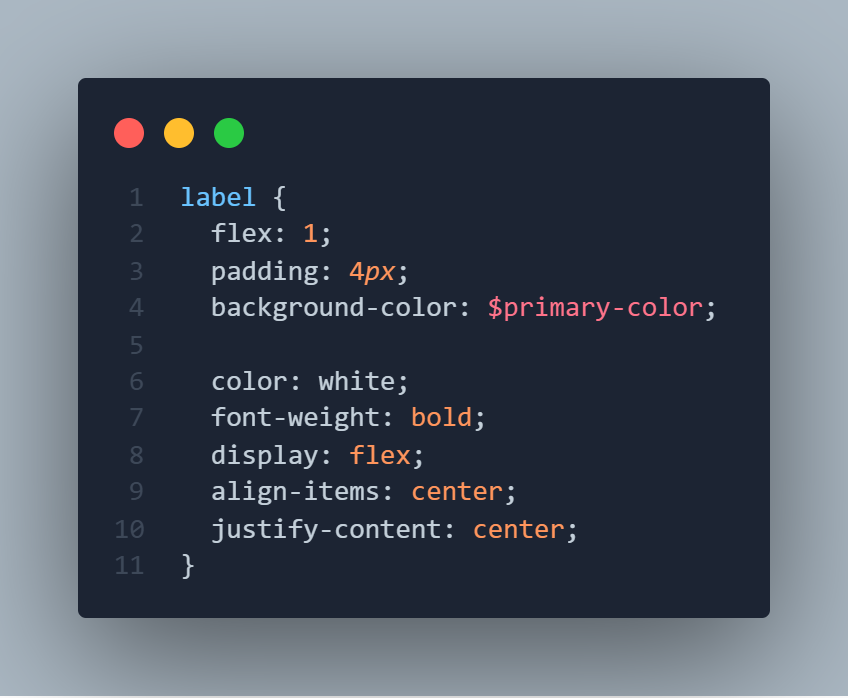 1 label {
2   flex: 1;
3   padding: 4px;
4   background-color: $primary-color;
5
6   color: white;
7   font-weight: bold;
8   display: flex;
9   align-items: center;
10   justify-content: center;
11 }